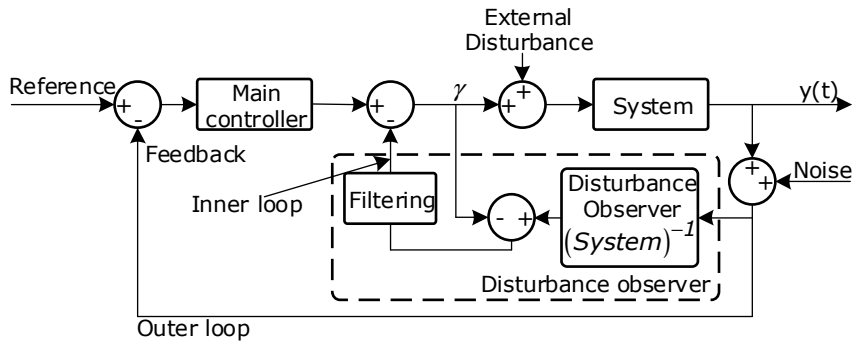 External
Disturbance
Reference
+
-
Main
controller
+
-
γ
+
+
System
y(t)
Feedback
Inner loop
Filtering
-
+
Disturbance
Observer
(System)⁻¹
+
+
Noise
Disturbance observer
Outer loop